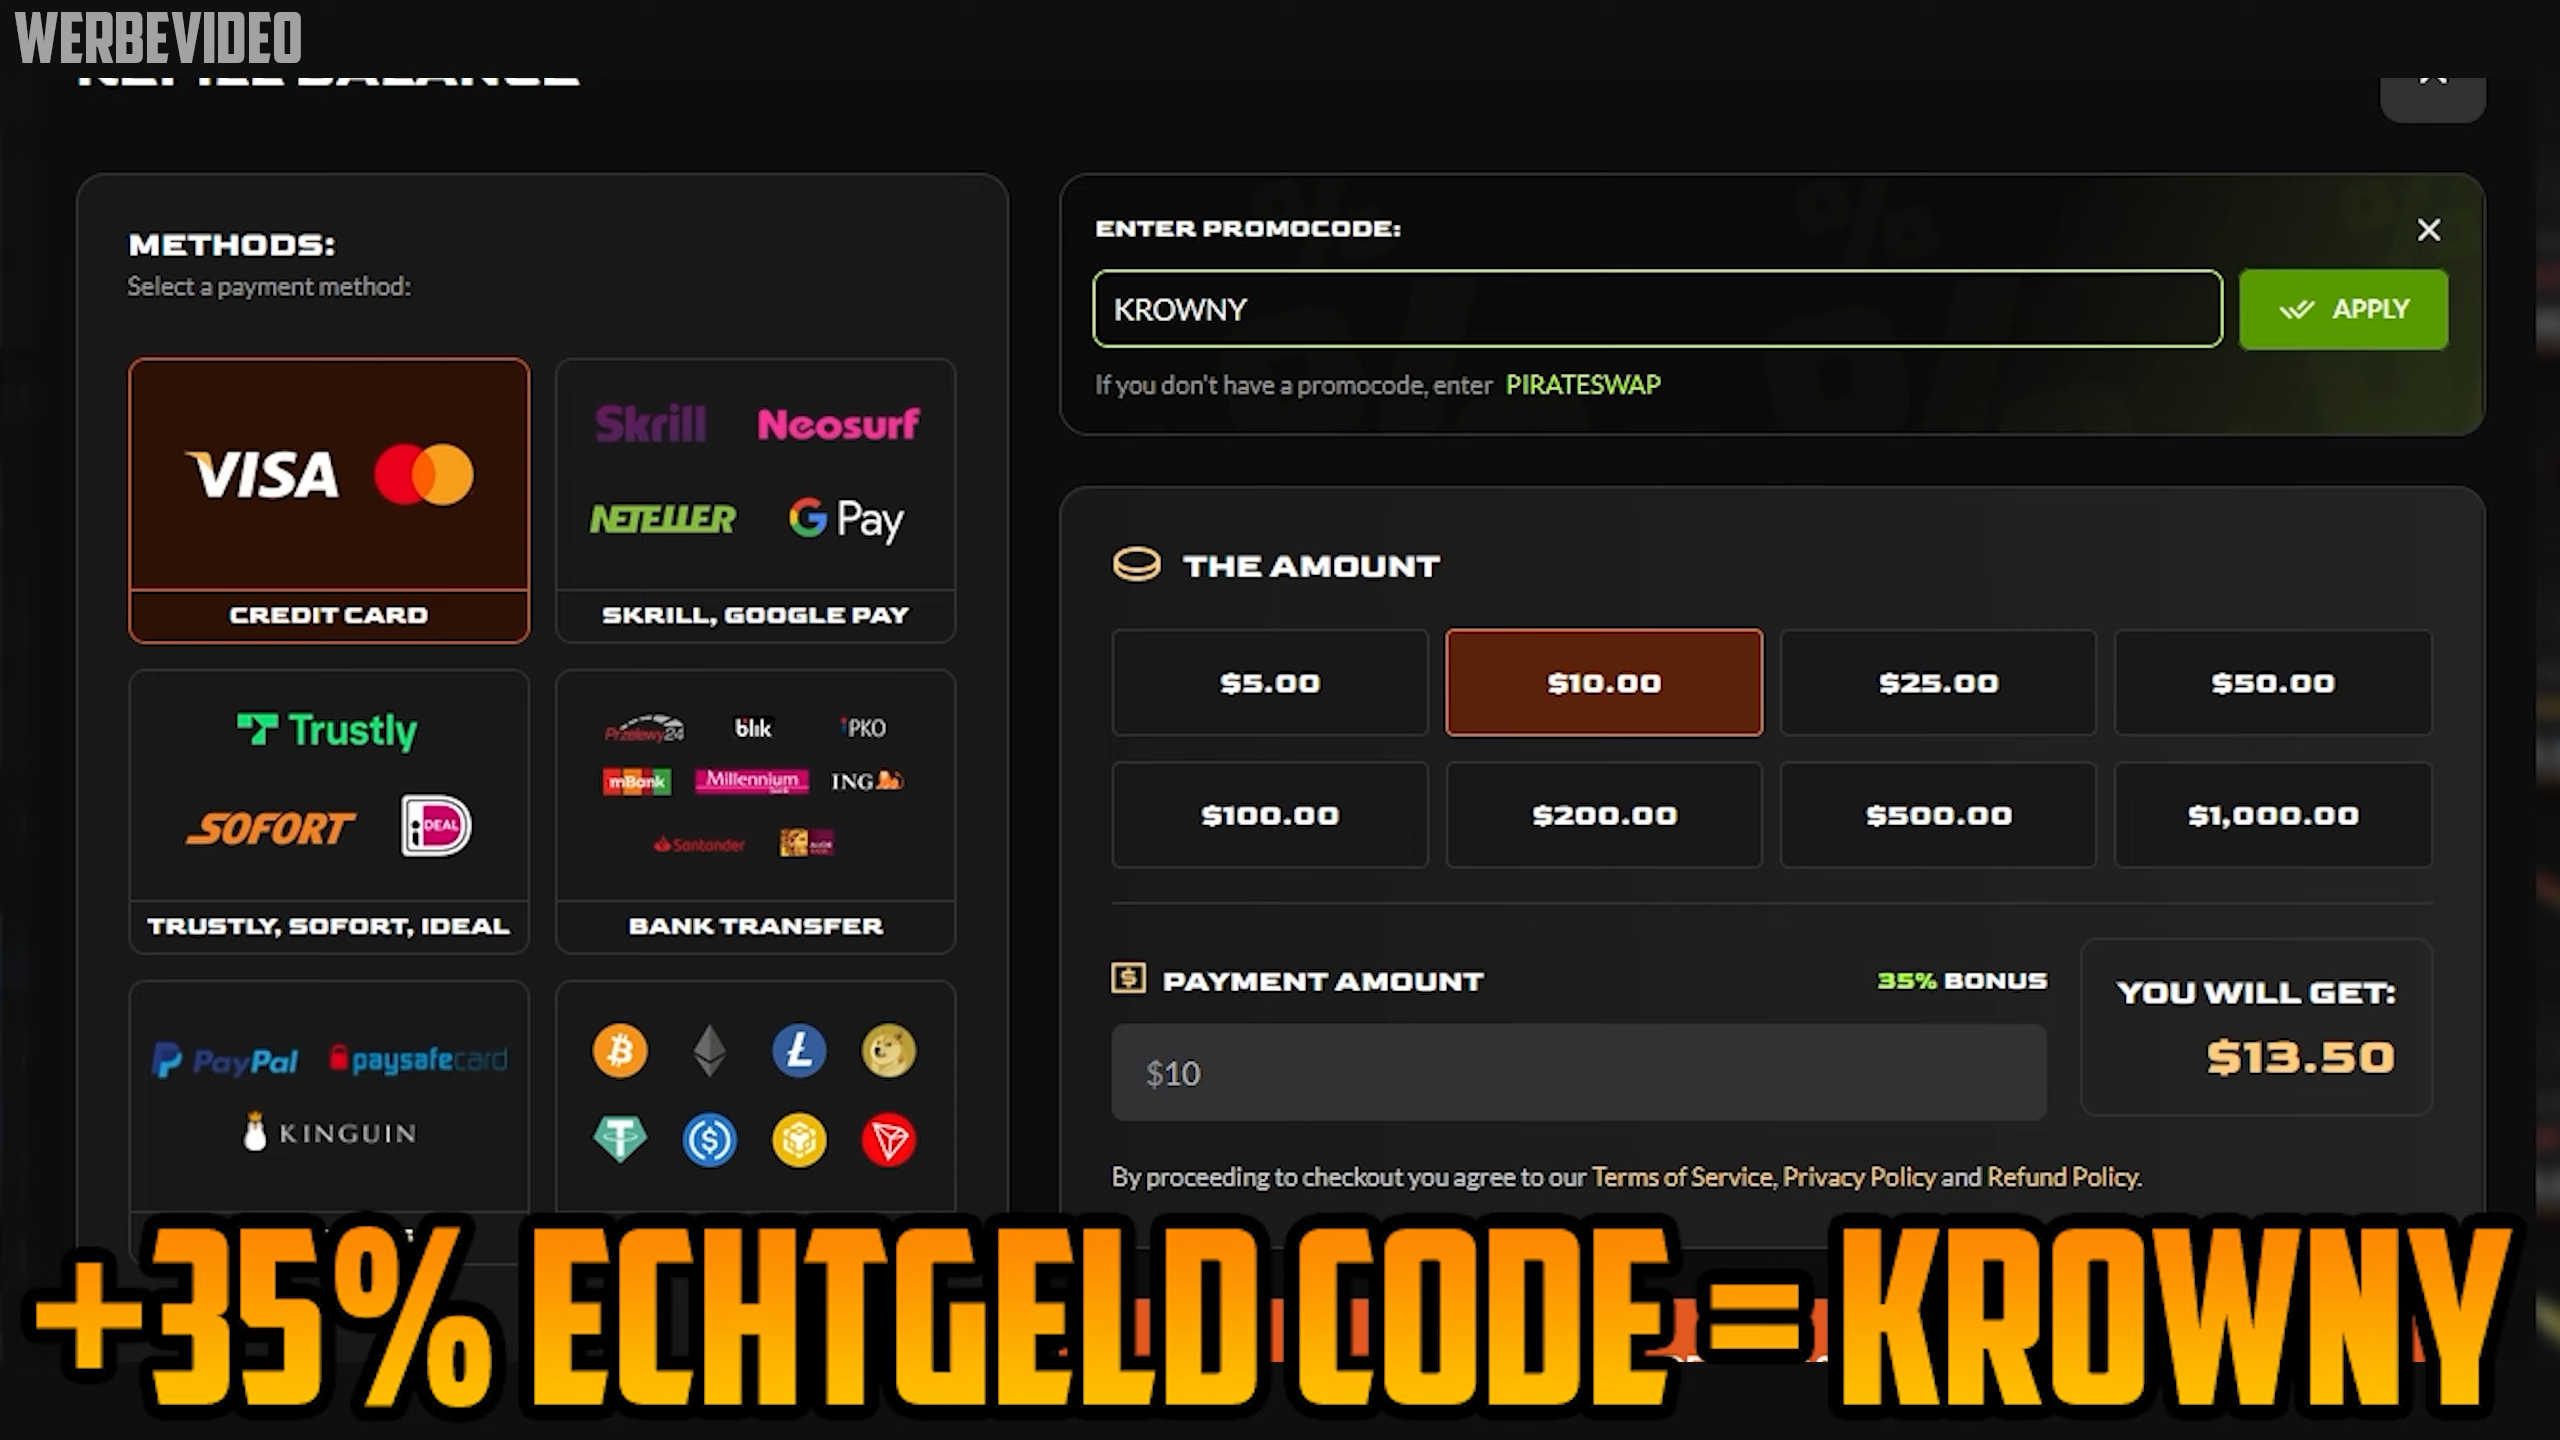 WERBEVIDEO
REFILL BALANCE
METHODS:
Select a payment method:
VISA
CREDIT CARD
Skrill
Neosurf
NETELLER
G Pay
SKRILL, GOOGLE PAY
Trustly
SOFORT
iDEAL
TRUSTLY, SOFORT, IDEAL
Przelewy24
blik
iPKO
mBank
Millennium
ING
Santander
BANK TRANSFER
PayPal
paysafecard
KINGUIN
ENTER PROMOCODE:
KROWNY
APPLY
If you don't have a promocode, enter PIRATESWAP
THE AMOUNT
$5.00
$10.00
$25.00
$50.00
$100.00
$200.00
$500.00
$1,000.00
PAYMENT AMOUNT
35% BONUS
$10
YOU WILL GET:
$13.50
By proceeding to checkout you agree to our Terms of Service, Privacy Policy and Refund Policy.
+35% ECHTGELD CODE = KROWNY